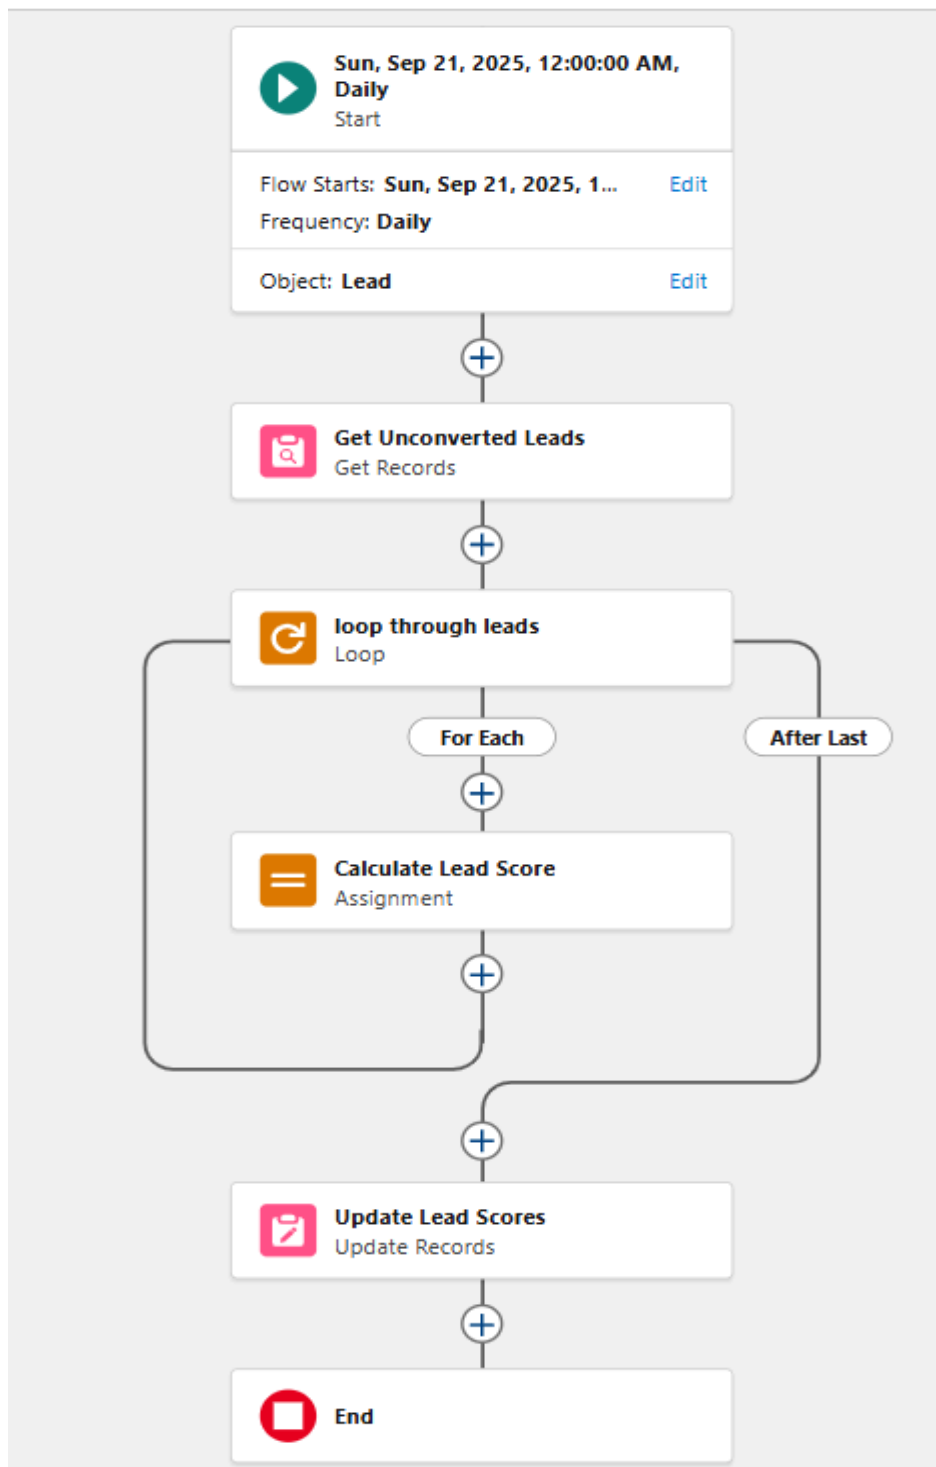 Sun, Sep 21, 2025, 12:00:00 AM,
Daily
Start
Flow Starts: Sun, Sep 21, 2025, 1... Edit
Frequency: Daily
Object: Lead Edit
Get Unconverted Leads
Get Records
loop through leads
Loop
For Each
After Last
Calculate Lead Score
Assignment
Update Lead Scores
Update Records
End